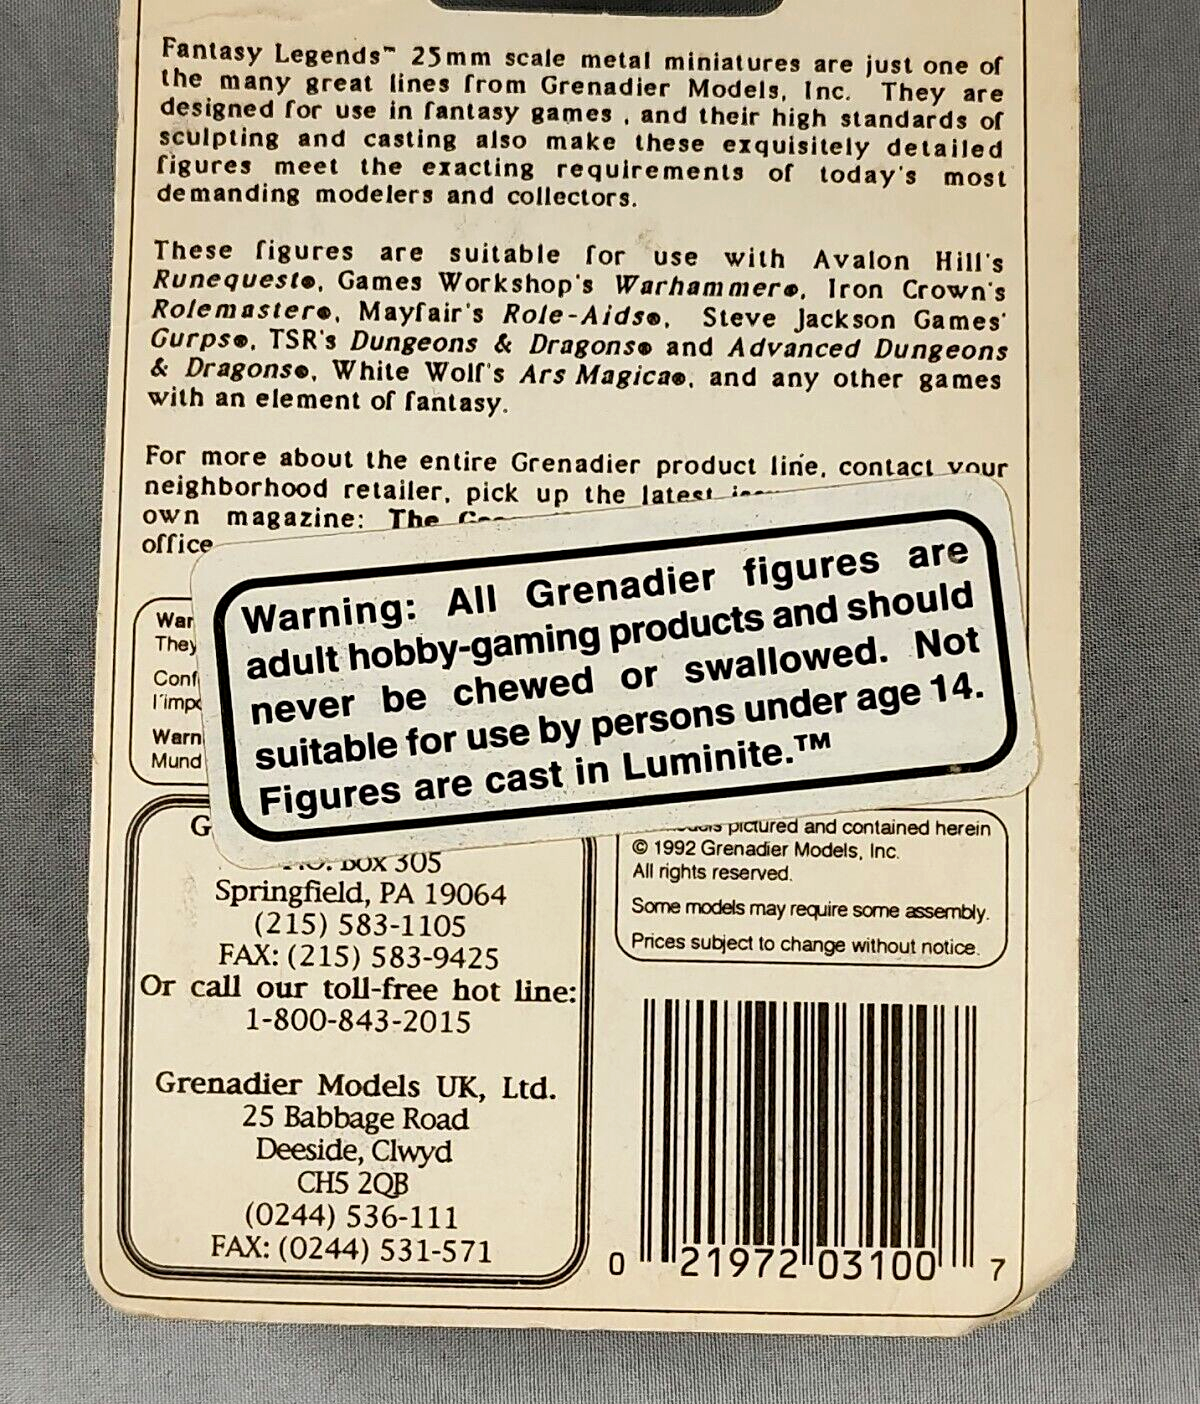 Fantasy Legends™ 25mm scale metal miniatures are just one of
the many great lines from Grenadier Models, Inc. They are
designed for use in fantasy games , and their high standards of
sculpting and casting also make these exquisitely detailed
figures meet the exacting requirements of today's most
demanding modelers and collectors.
These figures are suitable for use with Avalon Hill's
Runequest®, Games Workshop's Warhammer®, Iron Crown's
Rolemaster®, Mayfair's Role-Aids®, Steve Jackson Games'
Gurps®, TSR's Dungeons & Dragons® and Advanced Dungeons
& Dragons®, White Wolf's Ars Magica®, and any other games
with an element of fantasy.
For more about the entire Grenadier product line, contact your
neighborhood retailer, pick up the latest
own magazine: The
office
Warning: All Grenadier figures are
adult hobby-gaming products and should
never be chewed or swallowed. Not
suitable for use by persons under age 14.
Figures are cast in Luminite.™
War
They
Conf
l'impo
Warn
Mund
G
P.O. Box 305
Springfield, PA 19064
(215) 583-1105
FAX: (215) 583-9425
Or call our toll-free hot line:
1-800-843-2015
Grenadier Models UK, Ltd.
25 Babbage Road
Deeside, Clwyd
CH5 2QB
(0244) 536-111
FAX: (0244) 531-571
pictured and contained herein
© 1992 Grenadier Models, Inc.
All rights reserved.
Some models may require some assembly.
Prices subject to change without notice.
0 21972 03100 7